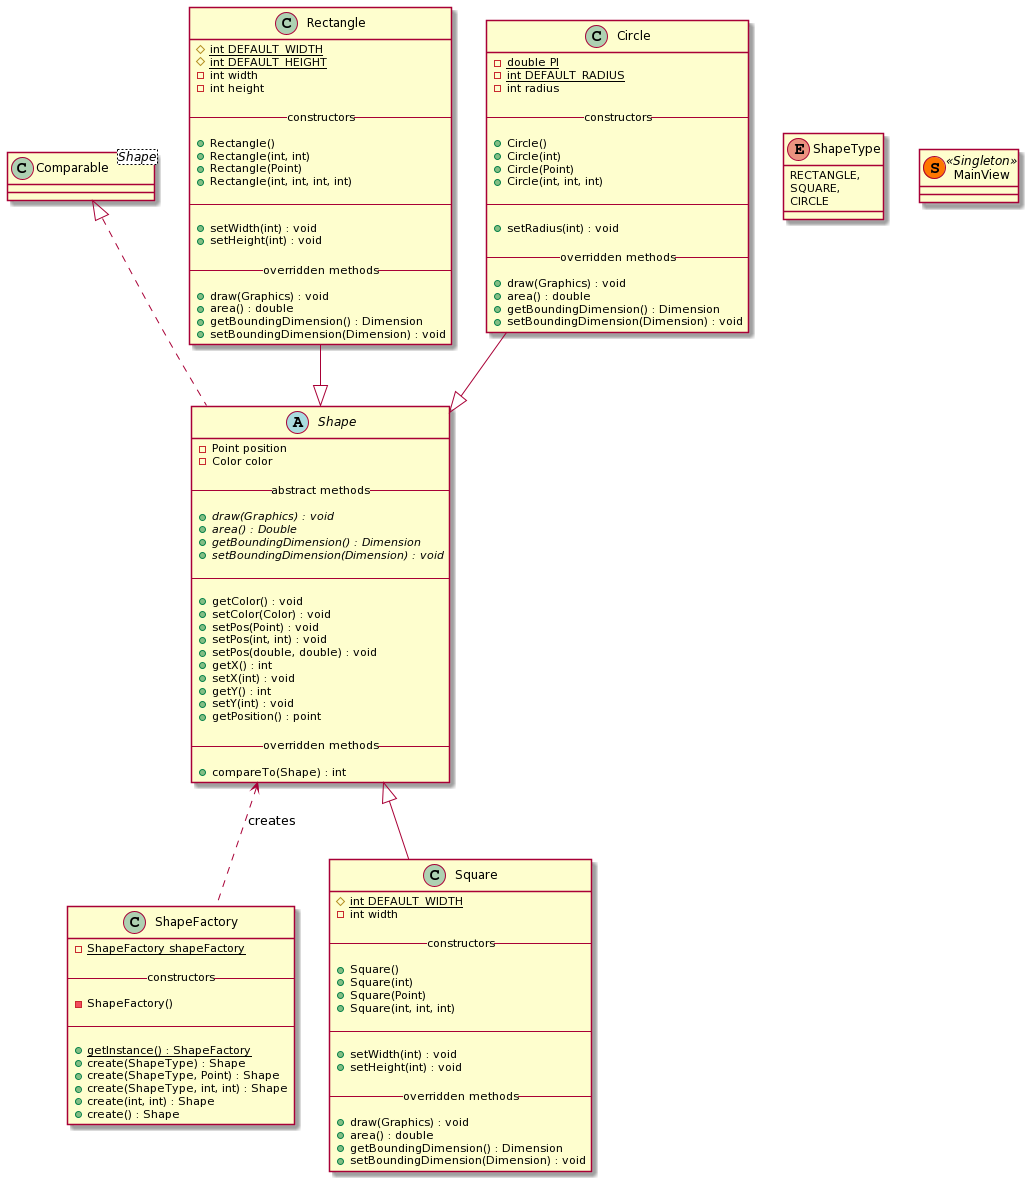 C Rectangle
int DEFAULT_WIDTH
int DEFAULT_HEIGHT
int width
int height
constructors
Rectangle()
Rectangle(int, int)
Rectangle(Point)
Rectangle(int, int, int, int)
setWidth(int) : void
setHeight(int) : void
overridden methods
draw(Graphics) : void
area() : double
getBoundingDimension() : Dimension
setBoundingDimension(Dimension) : void
C Circle
double PI
int DEFAULT_RADIUS
int radius
constructors
Circle()
Circle(int)
Circle(Point)
Circle(int, int, int)
setRadius(int) : void
overridden methods
draw(Graphics) : void
area() : double
getBoundingDimension() : Dimension
setBoundingDimension(Dimension) : void
C Comparable
Shape
E ShapeType
RECTANGLE,
SQUARE,
CIRCLE
S «Singleton»
MainView
A Shape
Point position
Color color
abstract methods
draw(Graphics) : void
area() : Double
getBoundingDimension() : Dimension
setBoundingDimension(Dimension) : void
getColor() : void
setColor(Color) : void
setPos(Point) : void
setPos(int, int) : void
setPos(double, double) : void
getX() : int
setX(int) : void
getY() : int
setY(int) : void
getPosition() : point
overridden methods
compareTo(Shape) : int
creates
C ShapeFactory
ShapeFactory shapeFactory
constructors
ShapeFactory()
getInstance() : ShapeFactory
create(ShapeType) : Shape
create(ShapeType, Point) : Shape
create(ShapeType, int, int) : Shape
create(int, int) : Shape
create() : Shape
C Square
int DEFAULT_WIDTH
int width
constructors
Square()
Square(int)
Square(Point)
Square(int, int, int)
setWidth(int) : void
setHeight(int) : void
overridden methods
draw(Graphics) : void
area() : double
getBoundingDimension() : Dimension
setBoundingDimension(Dimension) : void